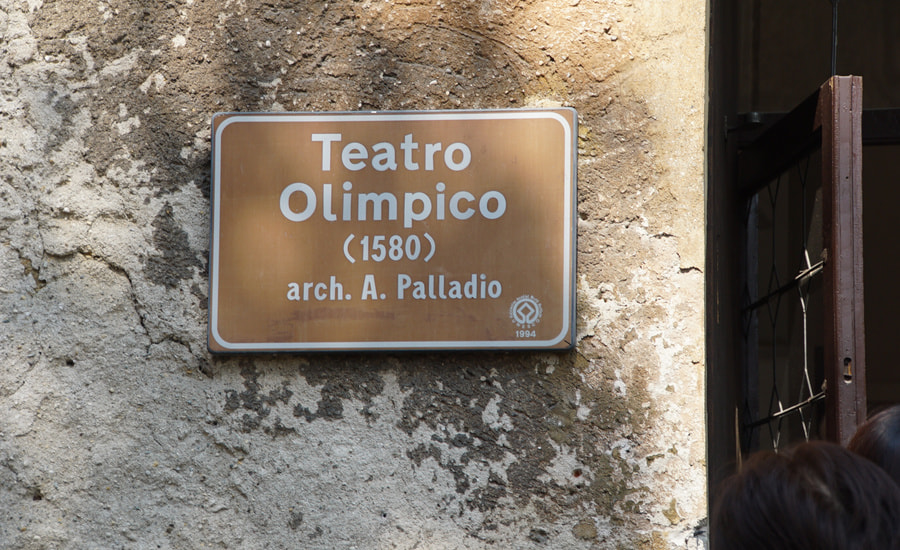 Teatro
Olimpico
(1580)
arch. A. Palladio
1994